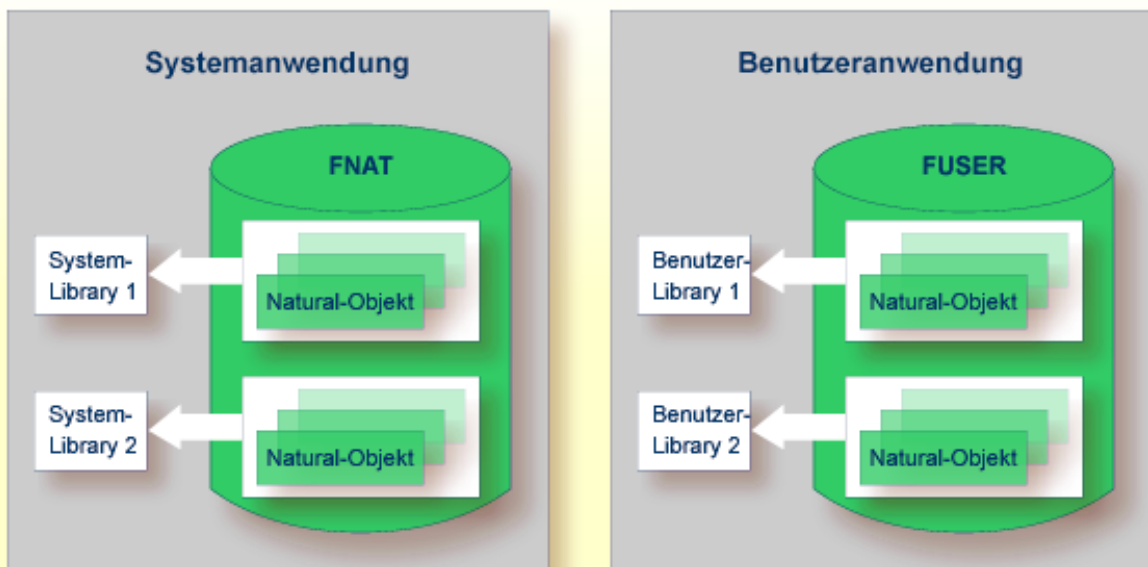 Systemanwendung
FNAT
System-
Library 1
Natural-Objekt
System-
Library 2
Natural-Objekt
Benutzeranwendung
FUSER
Benutzer-
Library 1
Natural-Objekt
Benutzer-
Library 2
Natural-Objekt